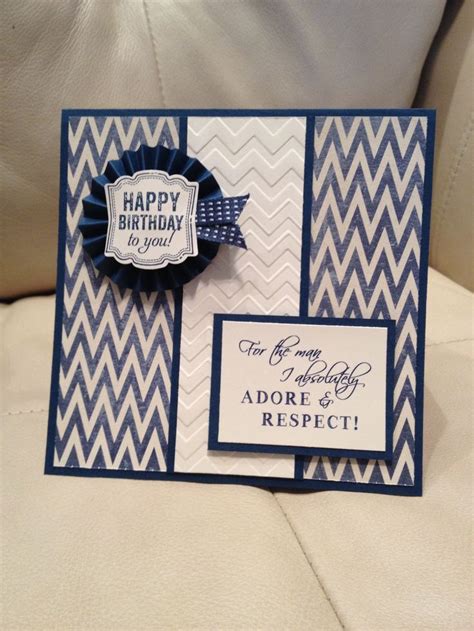 HAPPY
BIRTHDAY
to you!
For the man
I absolutely
ADORE &
RESPECT!